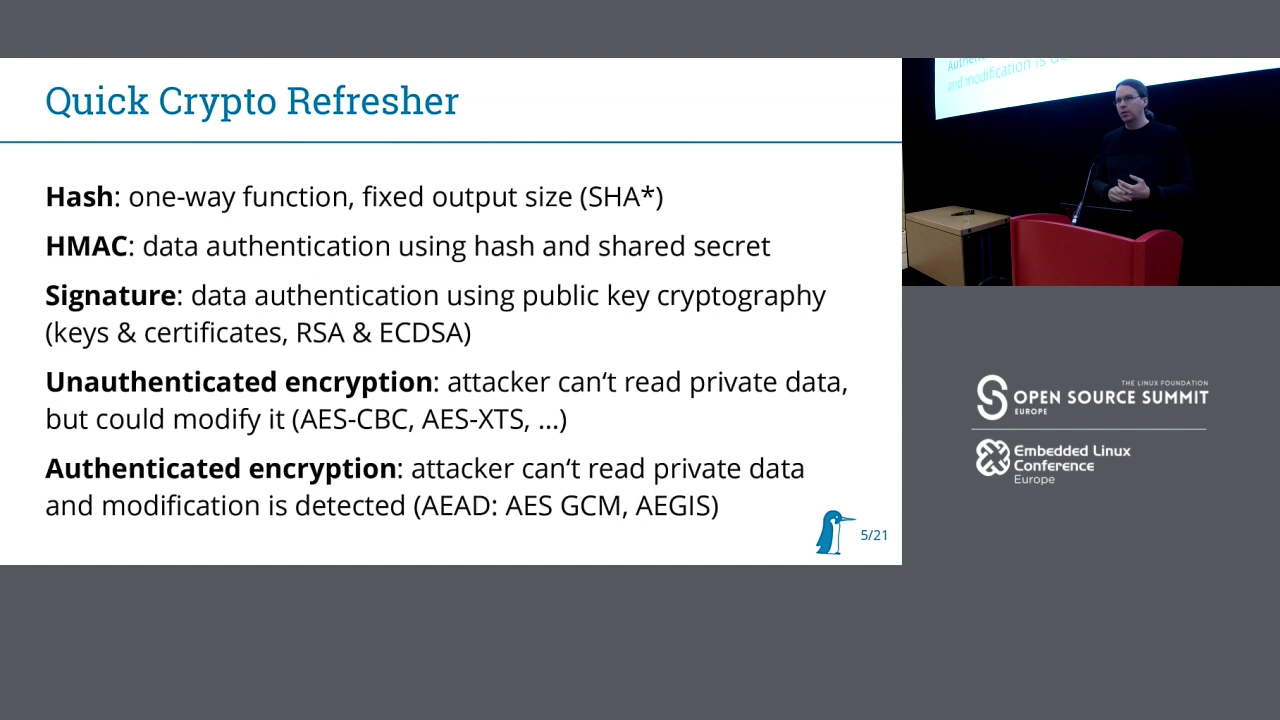 Quick Crypto Refresher
Hash: one-way function, fixed output size (SHA*)
HMAC: data authentication using hash and shared secret
Signature: data authentication using public key cryptography
(keys & certificates, RSA & ECDSA)
Unauthenticated encryption: attacker can‘t read private data,
but could modify it (AES-CBC, AES-XTS, ...)
Authenticated encryption: attacker can‘t read private data
and modification is detected (AEAD: AES GCM, AEGIS)
5/21
and modification is
THE LINUX FOUNDATION
OPEN SOURCE SUMMIT
EUROPE
Embedded Linux
Conference
Europe